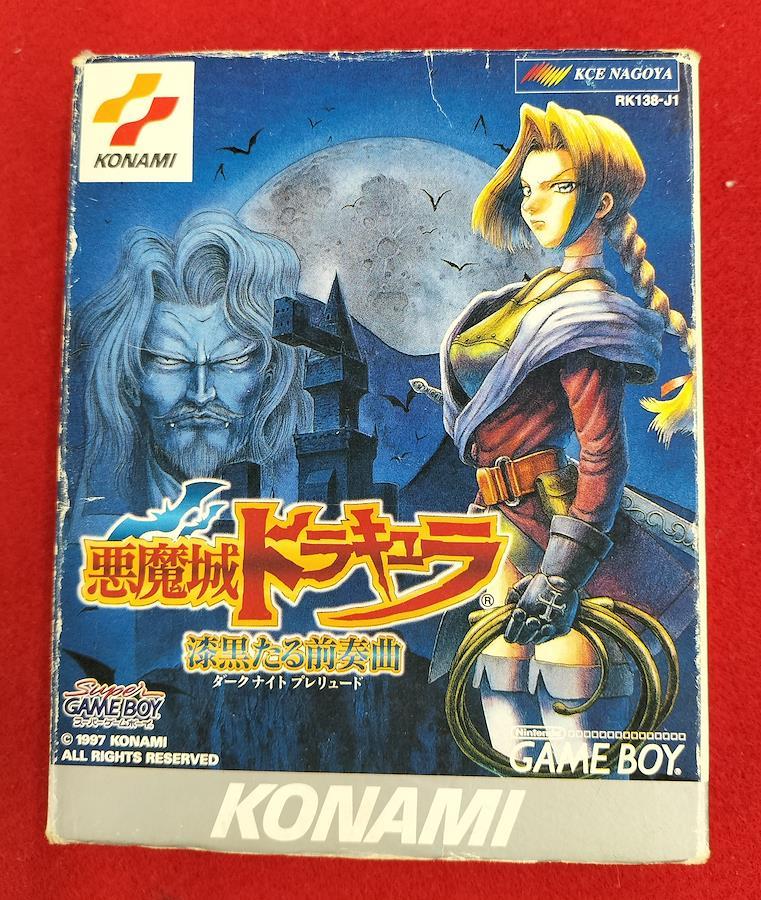 KONAMI
KCE NAGOYA
RK138-J1
悪魔城ドラキュラ®
漆黒たる前奏曲
ダークナイト プレリュード
Super
GAME BOY
スーパーゲームボーイ
© 1997 KONAMI
ALL RIGHTS RESERVED
Nintendo
GAME BOY.
KONAMI